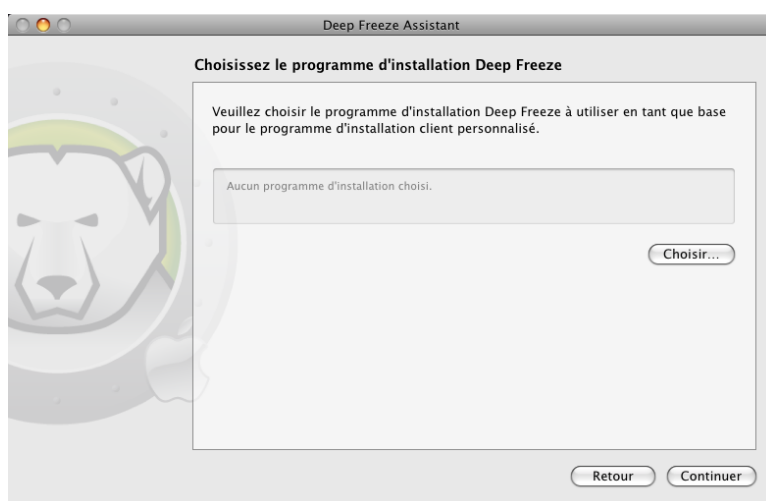 Deep Freeze Assistant
Choisissez le programme d'installation Deep Freeze
Veuillez choisir le programme d'installation Deep Freeze à utiliser en tant que base
pour le programme d'installation client personnalisé.
Aucun programme d'installation choisi.
Choisir...
Retour
Continuer